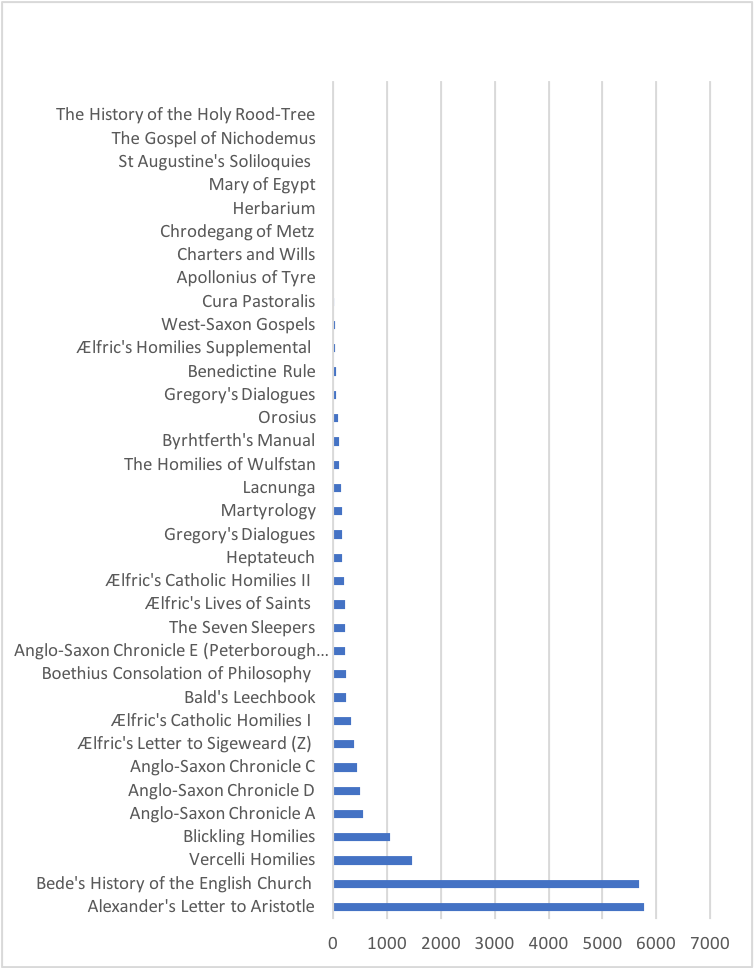 The History of the Holy Rood-Tree
The Gospel of Nichodemus
St Augustine's Soliloquies
Mary of Egypt
Herbarium
Chrodegang of Metz
Charters and Wills
Apollonius of Tyre
Cura Pastoralis
West-Saxon Gospels
Ælfric's Homilies Supplemental
Benedictine Rule
Gregory's Dialogues
Orosius
Byrhtferth's Manual
The Homilies of Wulfstan
Lacnunga
Martyrology
Gregory's Dialogues
Heptateuch
Ælfric's Catholic Homilies II
Ælfric's Lives of Saints
The Seven Sleepers
Anglo-Saxon Chronicle E (Peterborough…
Boethius Consolation of Philosophy
Bald's Leechbook
Ælfric's Catholic Homilies I
Ælfric's Letter to Sigeweard (Z)
Anglo-Saxon Chronicle C
Anglo-Saxon Chronicle D
Anglo-Saxon Chronicle A
Blickling Homilies
Vercelli Homilies
Bede's History of the English Church
Alexander's Letter to Aristotle
0 1000 2000 3000 4000 5000 6000 7000